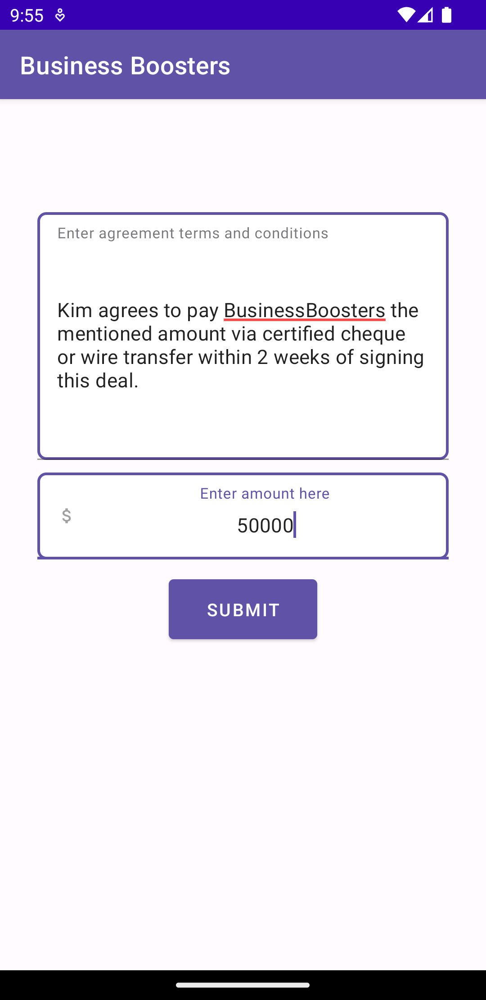 9:55
Business Boosters
Enter agreement terms and conditions
Kim agrees to pay BusinessBoosters the
mentioned amount via certified cheque
or wire transfer within 2 weeks of signing
this deal.
Enter amount here
$ 50000
SUBMIT